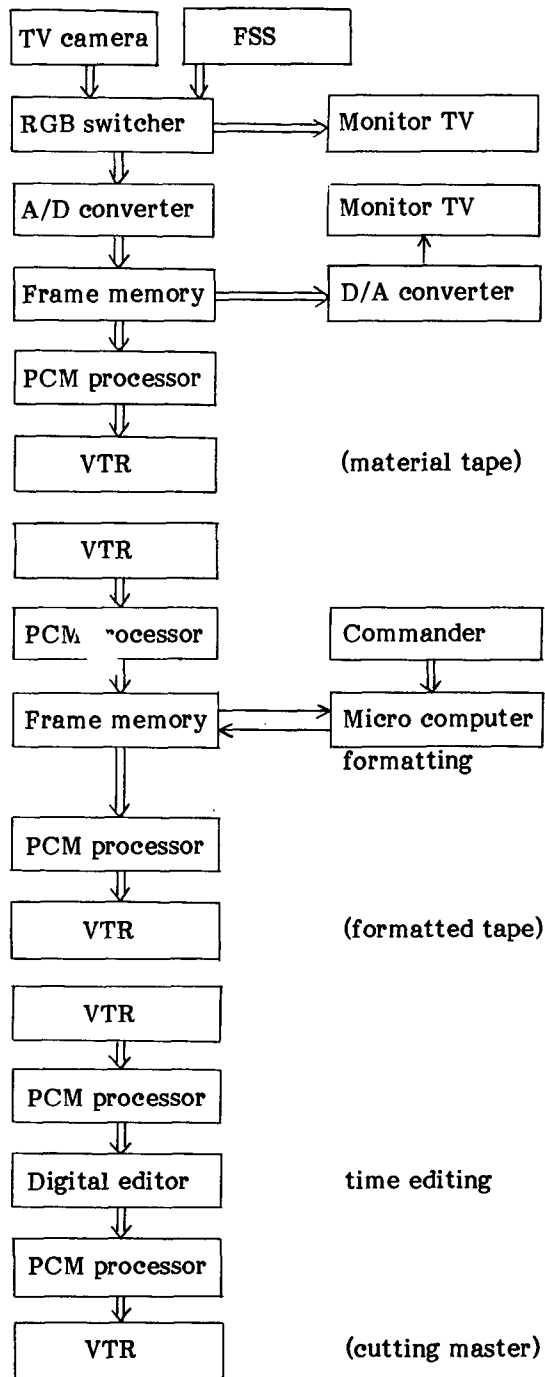 TV camera
FSS
RGB switcher
Monitor TV
A/D converter
Monitor TV
Frame memory
D/A converter
PCM processor
VTR
(material tape)
VTR
PCM rocessor
Commander
Frame memory
Micro computer
formatting
PCM processor
VTR
(formatted tape)
VTR
PCM processor
Digital editor
time editing
PCM processor
VTR
(cutting master)